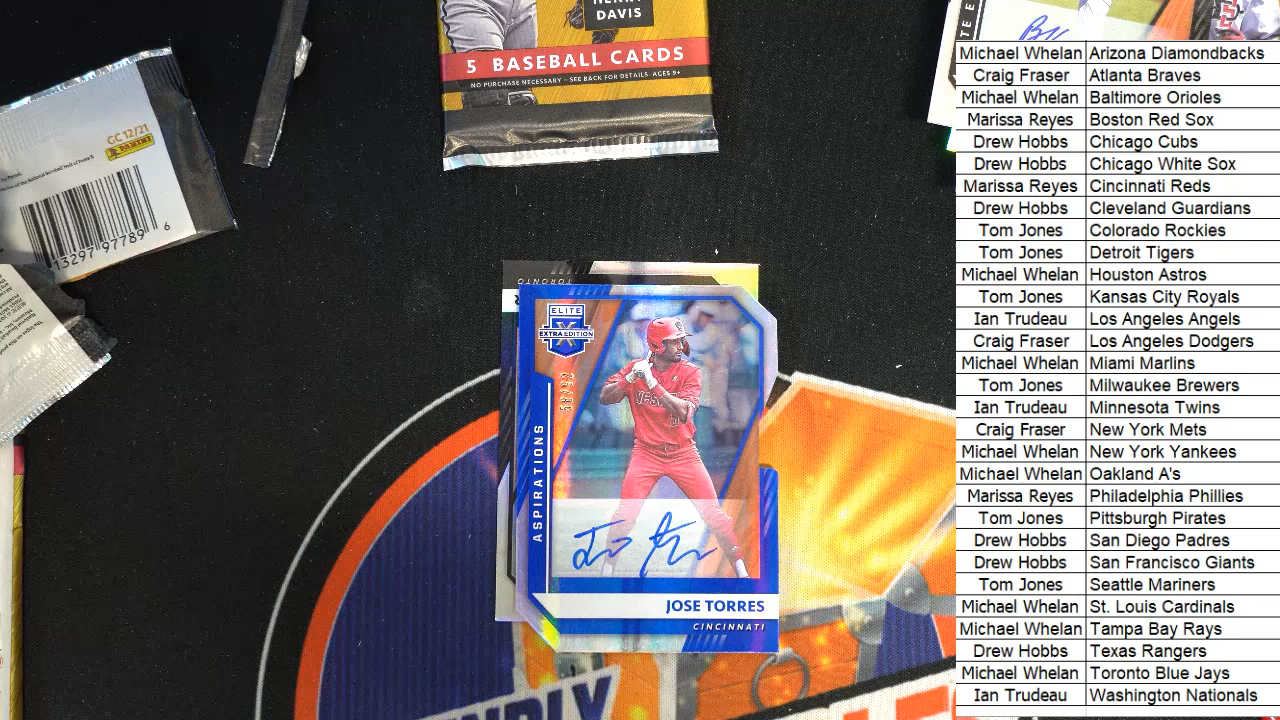 HENRY
DAVIS
5 BASEBALL CARDS
NO PURCHASE NECESSARY – SEE BACK FOR DETAILS. AGES 9+
GC 12/21
PANINI
13297 97789 6
TORONTO
ELITE
EXTRA EDITION
ASPIRATIONS
JOSE TORRES
CINCINNATI
Michael Whelan Arizona Diamondbacks
Craig Fraser Atlanta Braves
Michael Whelan Baltimore Orioles
Marissa Reyes Boston Red Sox
Drew Hobbs Chicago Cubs
Drew Hobbs Chicago White Sox
Marissa Reyes Cincinnati Reds
Drew Hobbs Cleveland Guardians
Tom Jones Colorado Rockies
Tom Jones Detroit Tigers
Michael Whelan Houston Astros
Tom Jones Kansas City Royals
Ian Trudeau Los Angeles Angels
Craig Fraser Los Angeles Dodgers
Michael Whelan Miami Marlins
Tom Jones Milwaukee Brewers
Ian Trudeau Minnesota Twins
Craig Fraser New York Mets
Michael Whelan New York Yankees
Michael Whelan Oakland A's
Marissa Reyes Philadelphia Phillies
Tom Jones Pittsburgh Pirates
Drew Hobbs San Diego Padres
Drew Hobbs San Francisco Giants
Tom Jones Seattle Mariners
Michael Whelan St. Louis Cardinals
Michael Whelan Tampa Bay Rays
Drew Hobbs Texas Rangers
Michael Whelan Toronto Blue Jays
Ian Trudeau Washington Nationals